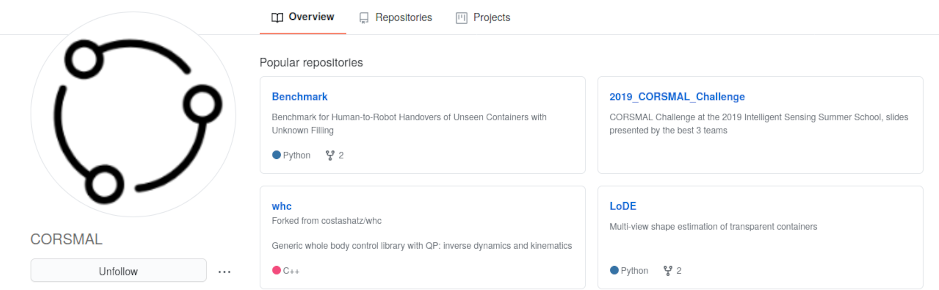 Overview Repositories Projects
Popular repositories
Benchmark
Benchmark for Human-to-Robot Handovers of Unseen Containers with
Unknown Filling
Python 2
2019_CORSMAL_Challenge
CORSMAL Challenge at the 2019 Intelligent Sensing Summer School, slides
presented by the best 3 teams
whc
Forked from costashatz/whc
Generic whole body control library with QP: inverse dynamics and kinematics
C++
LoDE
Multi-view shape estimation of transparent containers
Python 2
CORSMAL
Unfollow